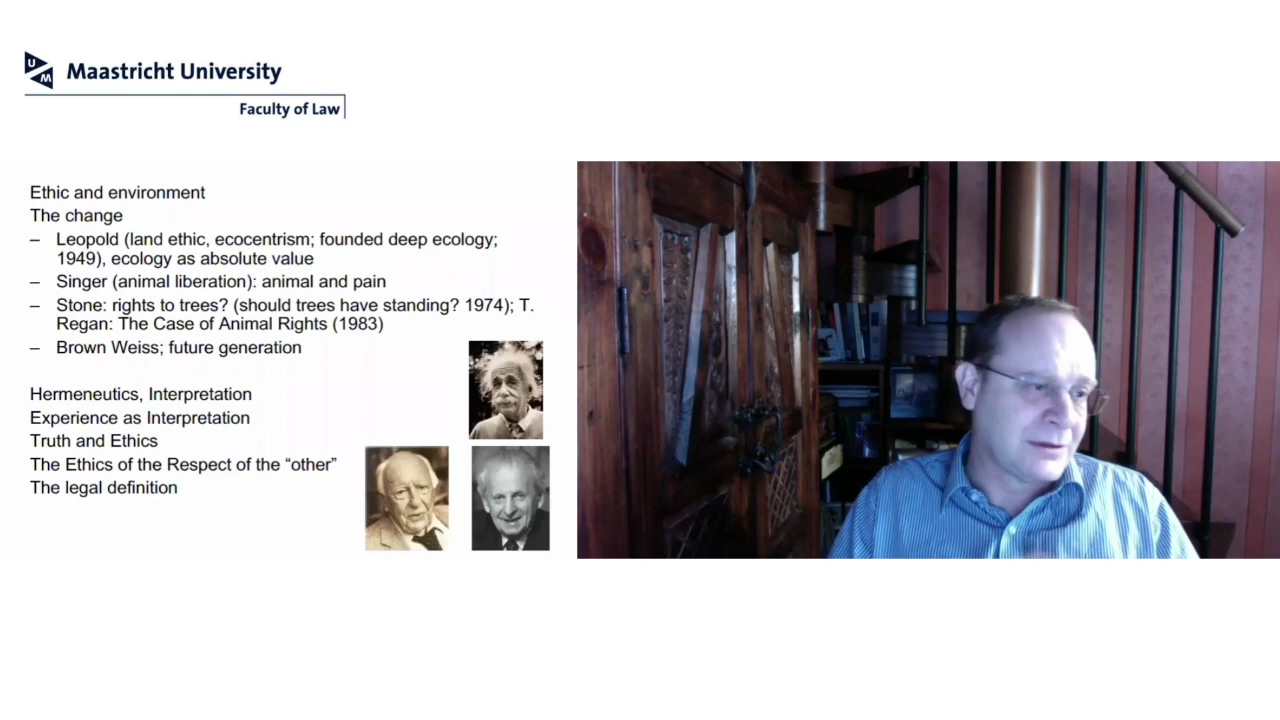 U
M
Maastricht University
Faculty of Law
Ethic and environment
The change
– Leopold (land ethic, ecocentrism; founded deep ecology;
1949), ecology as absolute value
– Singer (animal liberation): animal and pain
– Stone: rights to trees? (should trees have standing? 1974); T.
Regan: The Case of Animal Rights (1983)
– Brown Weiss; future generation
Hermeneutics, Interpretation
Experience as Interpretation
Truth and Ethics
The Ethics of the Respect of the “other”
The legal definition